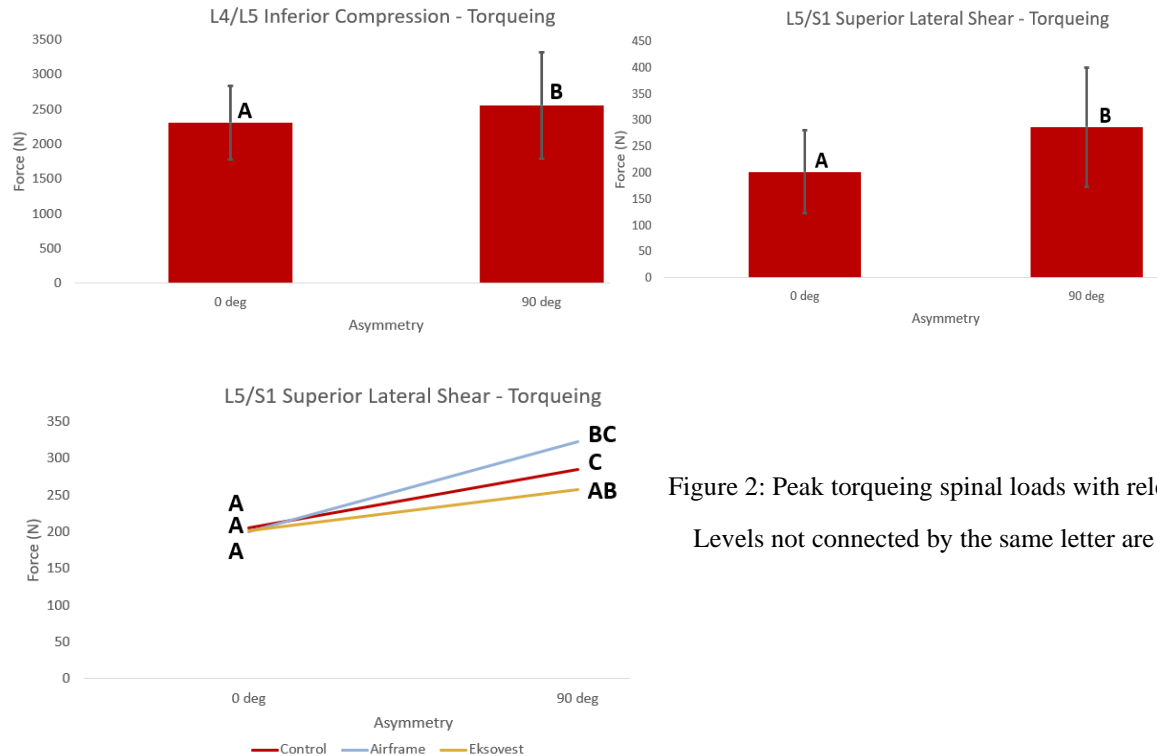 L4/L5 Inferior Compression - Torqueing
3500
3000
2500
2000
1500
1000
500
0
Force (N)
A
B
0 deg
90 deg
Asymmetry
L5/S1 Superior Lateral Shear - Torqueing
450
400
350
300
250
200
150
100
50
0
Force (N)
A
B
0 deg
90 deg
Asymmetry
L5/S1 Superior Lateral Shear - Torqueing
350
300
250
200
150
100
50
0
Force (N)
A
A
A
BC
C
AB
0 deg
90 deg
Asymmetry
Control Airframe Eksovest
Figure 2: Peak torqueing spinal loads with
Levels not connected by the same letter are